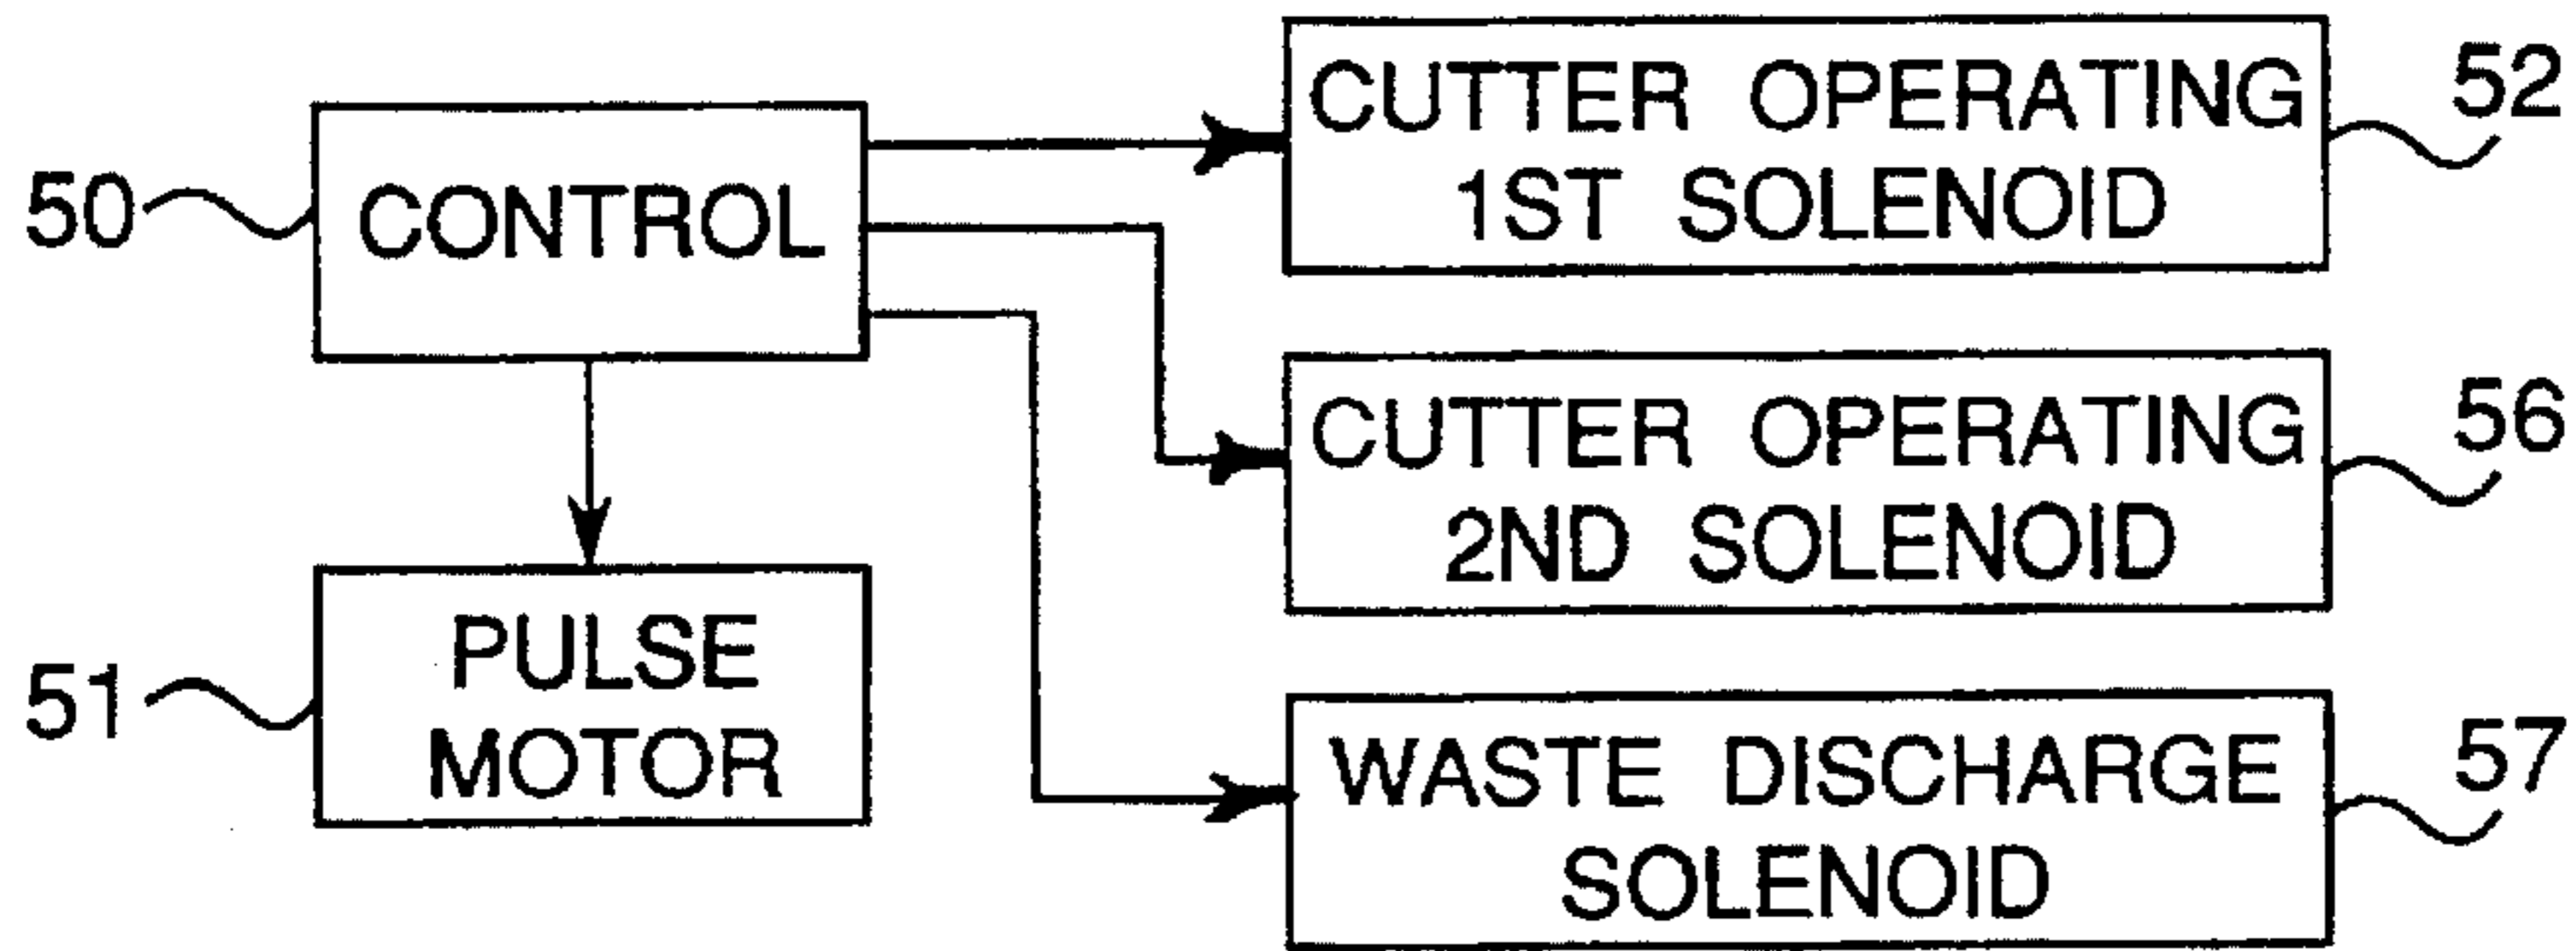 50
CONTROL
51
PULSE
MOTOR
CUTTER OPERATING
1ST SOLENOID
52
CUTTER OPERATING
2ND SOLENOID
56
WASTE DISCHARGE
SOLENOID
57